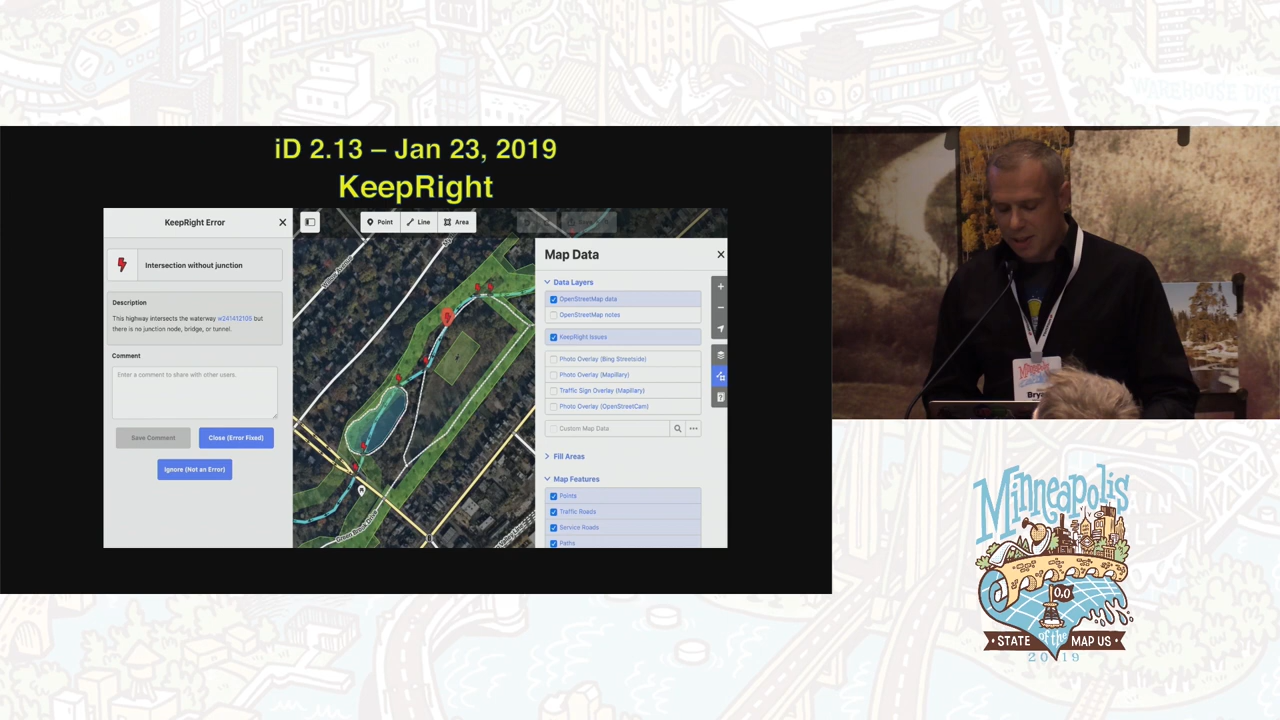 FLOUR
CITY
iD 2.13 – Jan 23, 2019
KeepRight
KeepRight Error
Intersection without junction
Description
This highway intersects the waterway w241412105 but
there is no junction node, bridge, or tunnel.
Comment
Enter a comment to share with other users.
Save Comment
Close (Error Fixed)
Ignore (Not an Error)
Point
Line
Area
Map Data
Data Layers
OpenStreetMap data
OpenStreetMap notes
KeepRight Issues
Photo Overlay (Bing Streetside)
Photo Overlay (Mapillary)
Traffic Sign Overlay (Mapillary)
Photo Overlay (OpenStreetCam)
Custom Map Data
Fill Areas
Map Features
Points
Traffic Roads
Service Roads
Paths
Minneapolis
STATE of the MAP US
2019